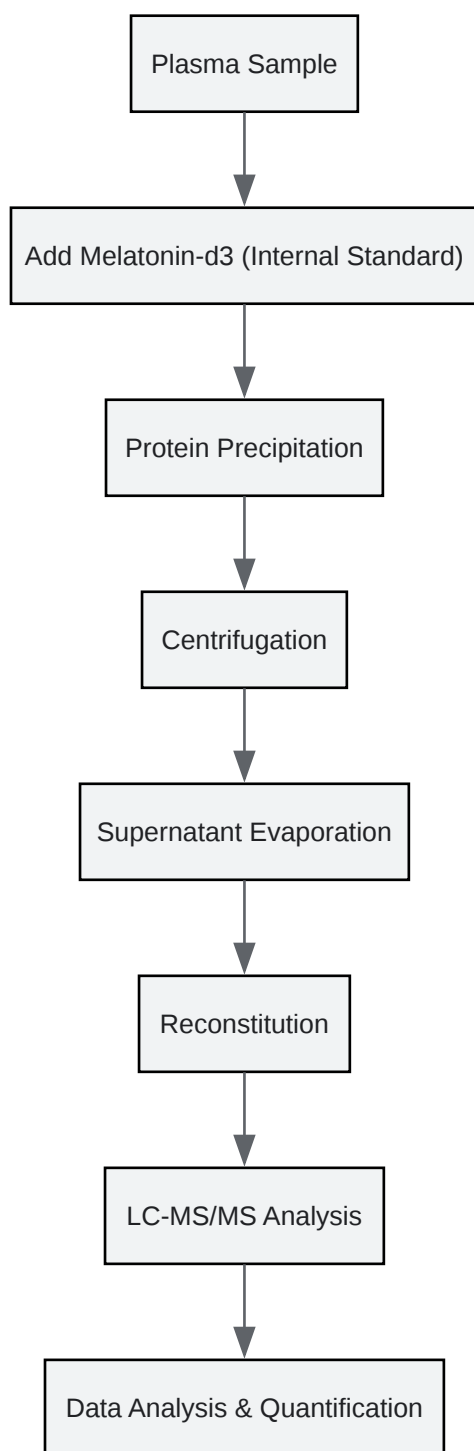 Plasma Sample
Add Melatonin-d3 (Internal Standard)
Protein Precipitation
Centrifugation
Supernatant Evaporation
Reconstitution
LC-MS/MS Analysis
Data Analysis & Quantification